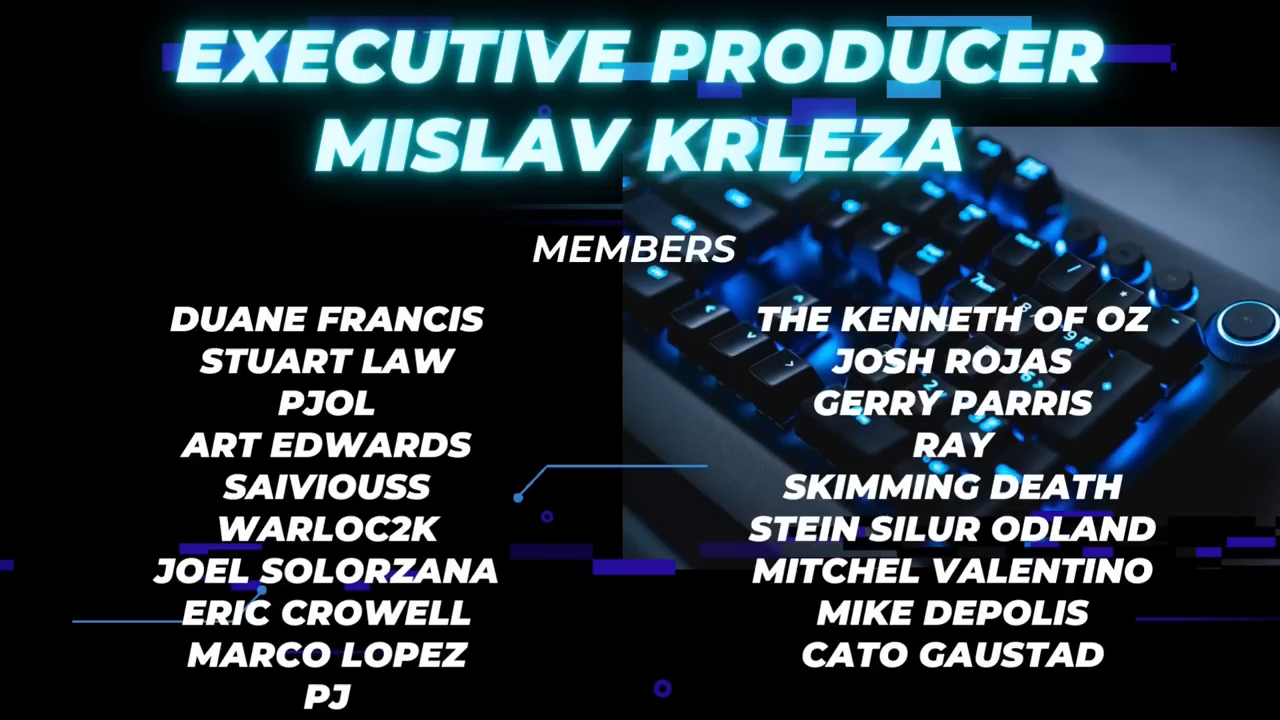 EXECUTIVE PRODUCER
MISLAV KRLEZA
MEMBERS
DUANE FRANCIS
STUART LAW
PJOL
ART EDWARDS
SAIVIOUSS
WARLOC2K
JOEL SOLORZANA
ERIC CROWELL
MARCO LOPEZ
PJ
THE KENNETH OF OZ
JOSH ROJAS
GERRY PARRIS
RAY
SKIMMING DEATH
STEIN SILUR ODLAND
MITCHEL VALENTINO
MIKE DEPOLIS
CATO GAUSTAD